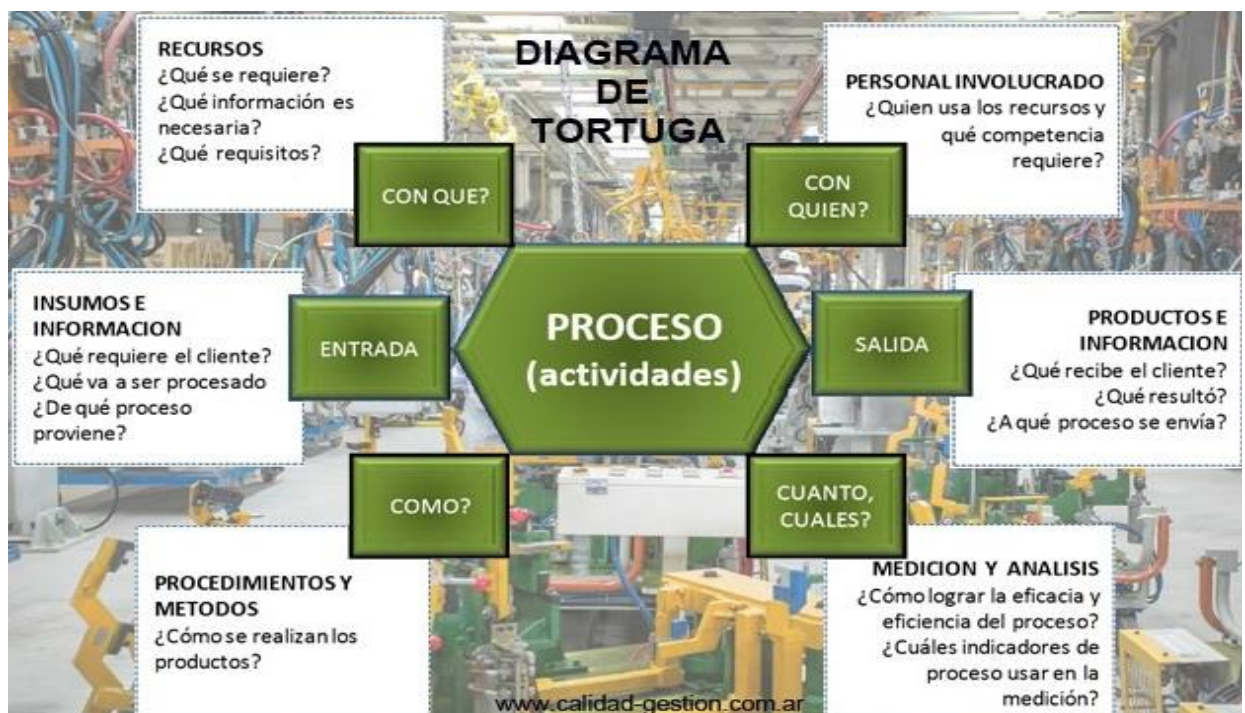 DIAGRAMA
DE
TORTUGA
RECURSOS
¿Qué se requiere?
¿Qué información es
necesaria?
¿Qué requisitos?
CON QUE?
PERSONAL INVOLUCRADO
¿Quien usa los recursos y
qué competencia
requiere?
CON
QUIEN?
INSUMOS E
INFORMACION
¿Qué requiere el cliente?
¿Qué va a ser procesado
¿De qué proceso
proviene?
ENTRADA
PROCESO
(actividades)
SALIDA
PRODUCTOS E
INFORMACION
¿Qué recibe el cliente?
¿Qué resultó?
¿A qué proceso se envía?
COMO?
PROCEDIMIENTOS Y
METODOS
¿Cómo se realizan los
productos?
CUANTO,
CUALES?
MEDICION Y ANALISIS
¿Cómo lograr la eficacia y
eficiencia del proceso?
¿Cuáles indicadores de
proceso usar en la
medición?
www.calidad-gestion.com.ar